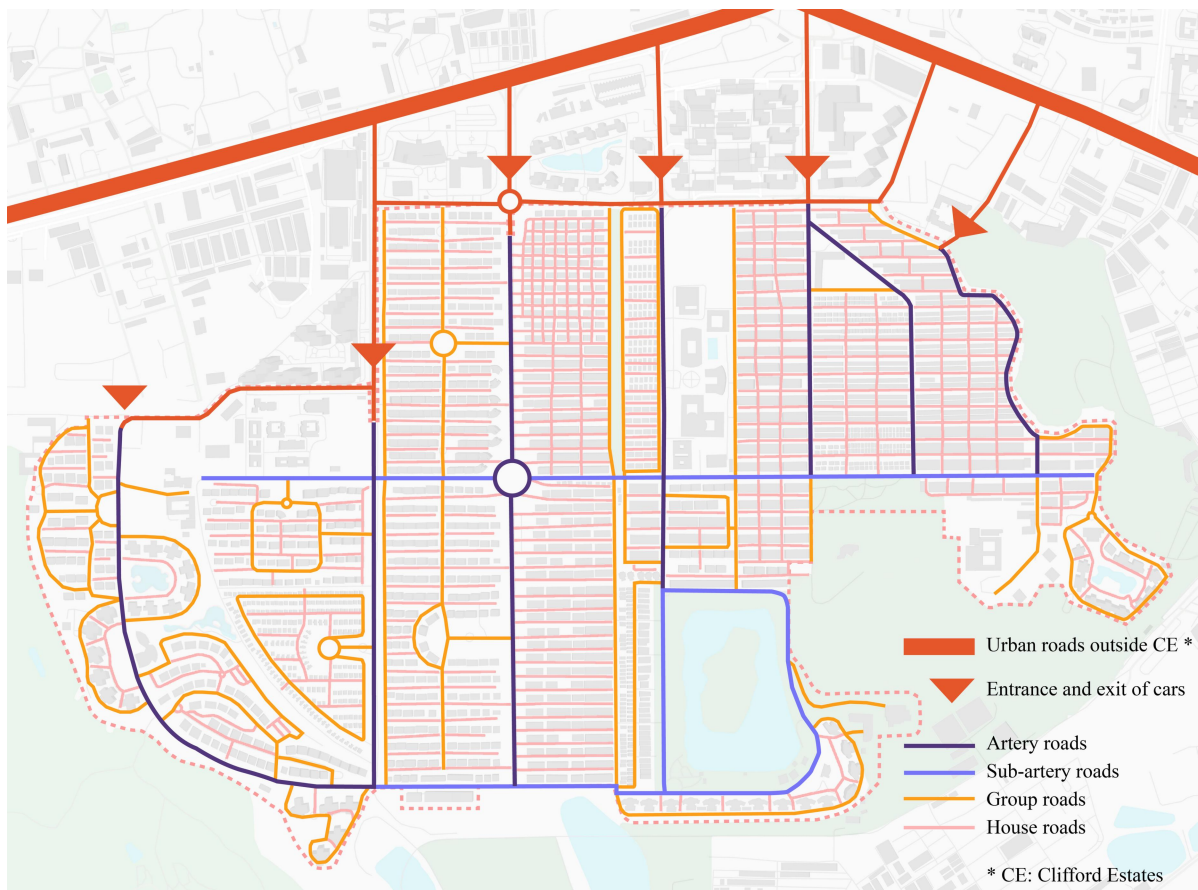 Urban roads outside CE *
Entrance and exit of cars
Artery roads
Sub-artery roads
Group roads
House roads
* CE: Clifford Estates